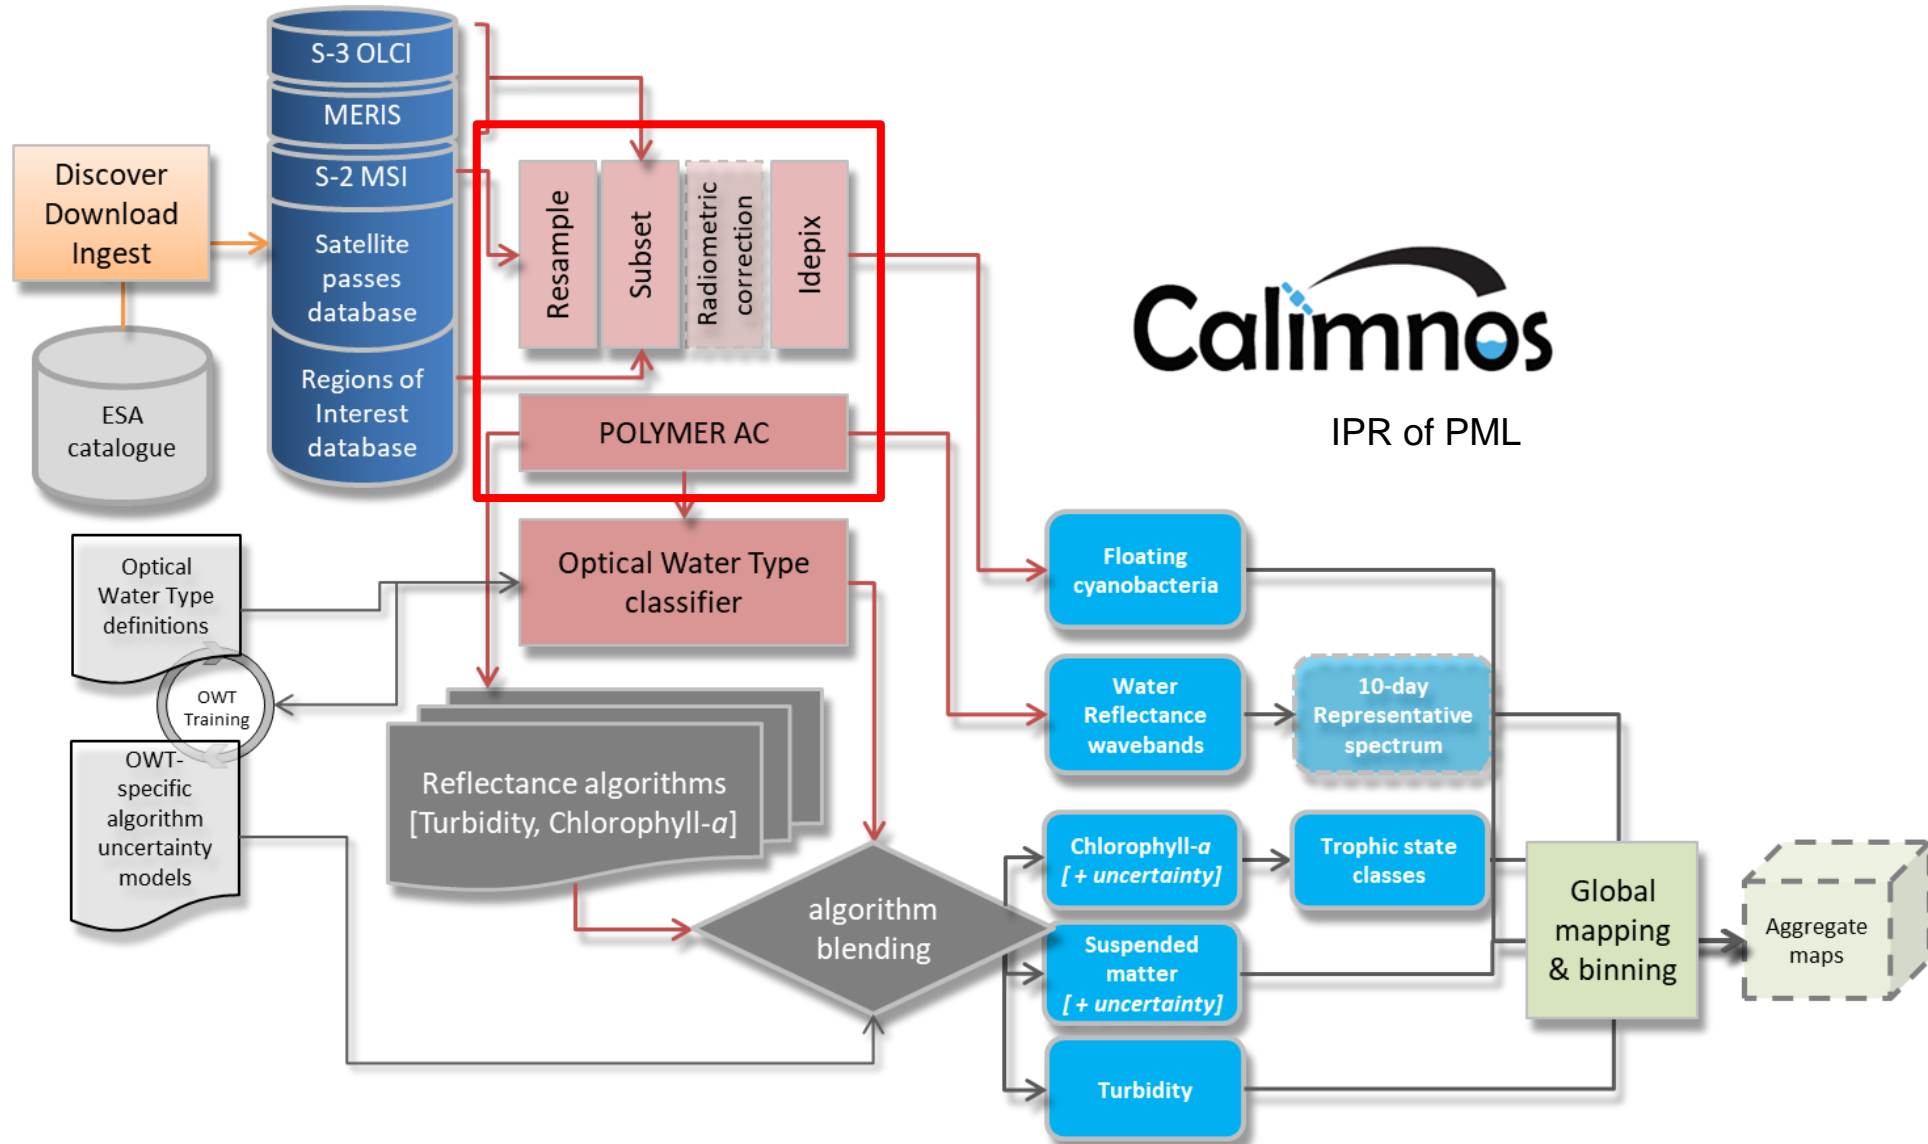 S-3 OLCI
MERIS
S-2 MSI
Satellite
passes
database
Regions of
Interest
database
Discover
Download
Ingest
ESA
catalogue
Resample
Subset
Radiometric
correction
Idepix
POLYMER AC
Calimnos
IPR of PML
Optical Water Type
classifier
Optical
Water Type
definitions
OWT
Training
OWT-
specific
algorithm
uncertainty
models
Reflectance algorithms
[Turbidity, Chlorophyll-a]
algorithm
blending
Floating
cyanobacteria
Water
Reflectance
wavebands
10-day
Representative
spectrum
Chlorophyll-a
[ + uncertainty]
Trophic state
classes
Suspended
matter
[ + uncertainty]
Turbidity
Global
mapping
& binning
Aggregate
maps